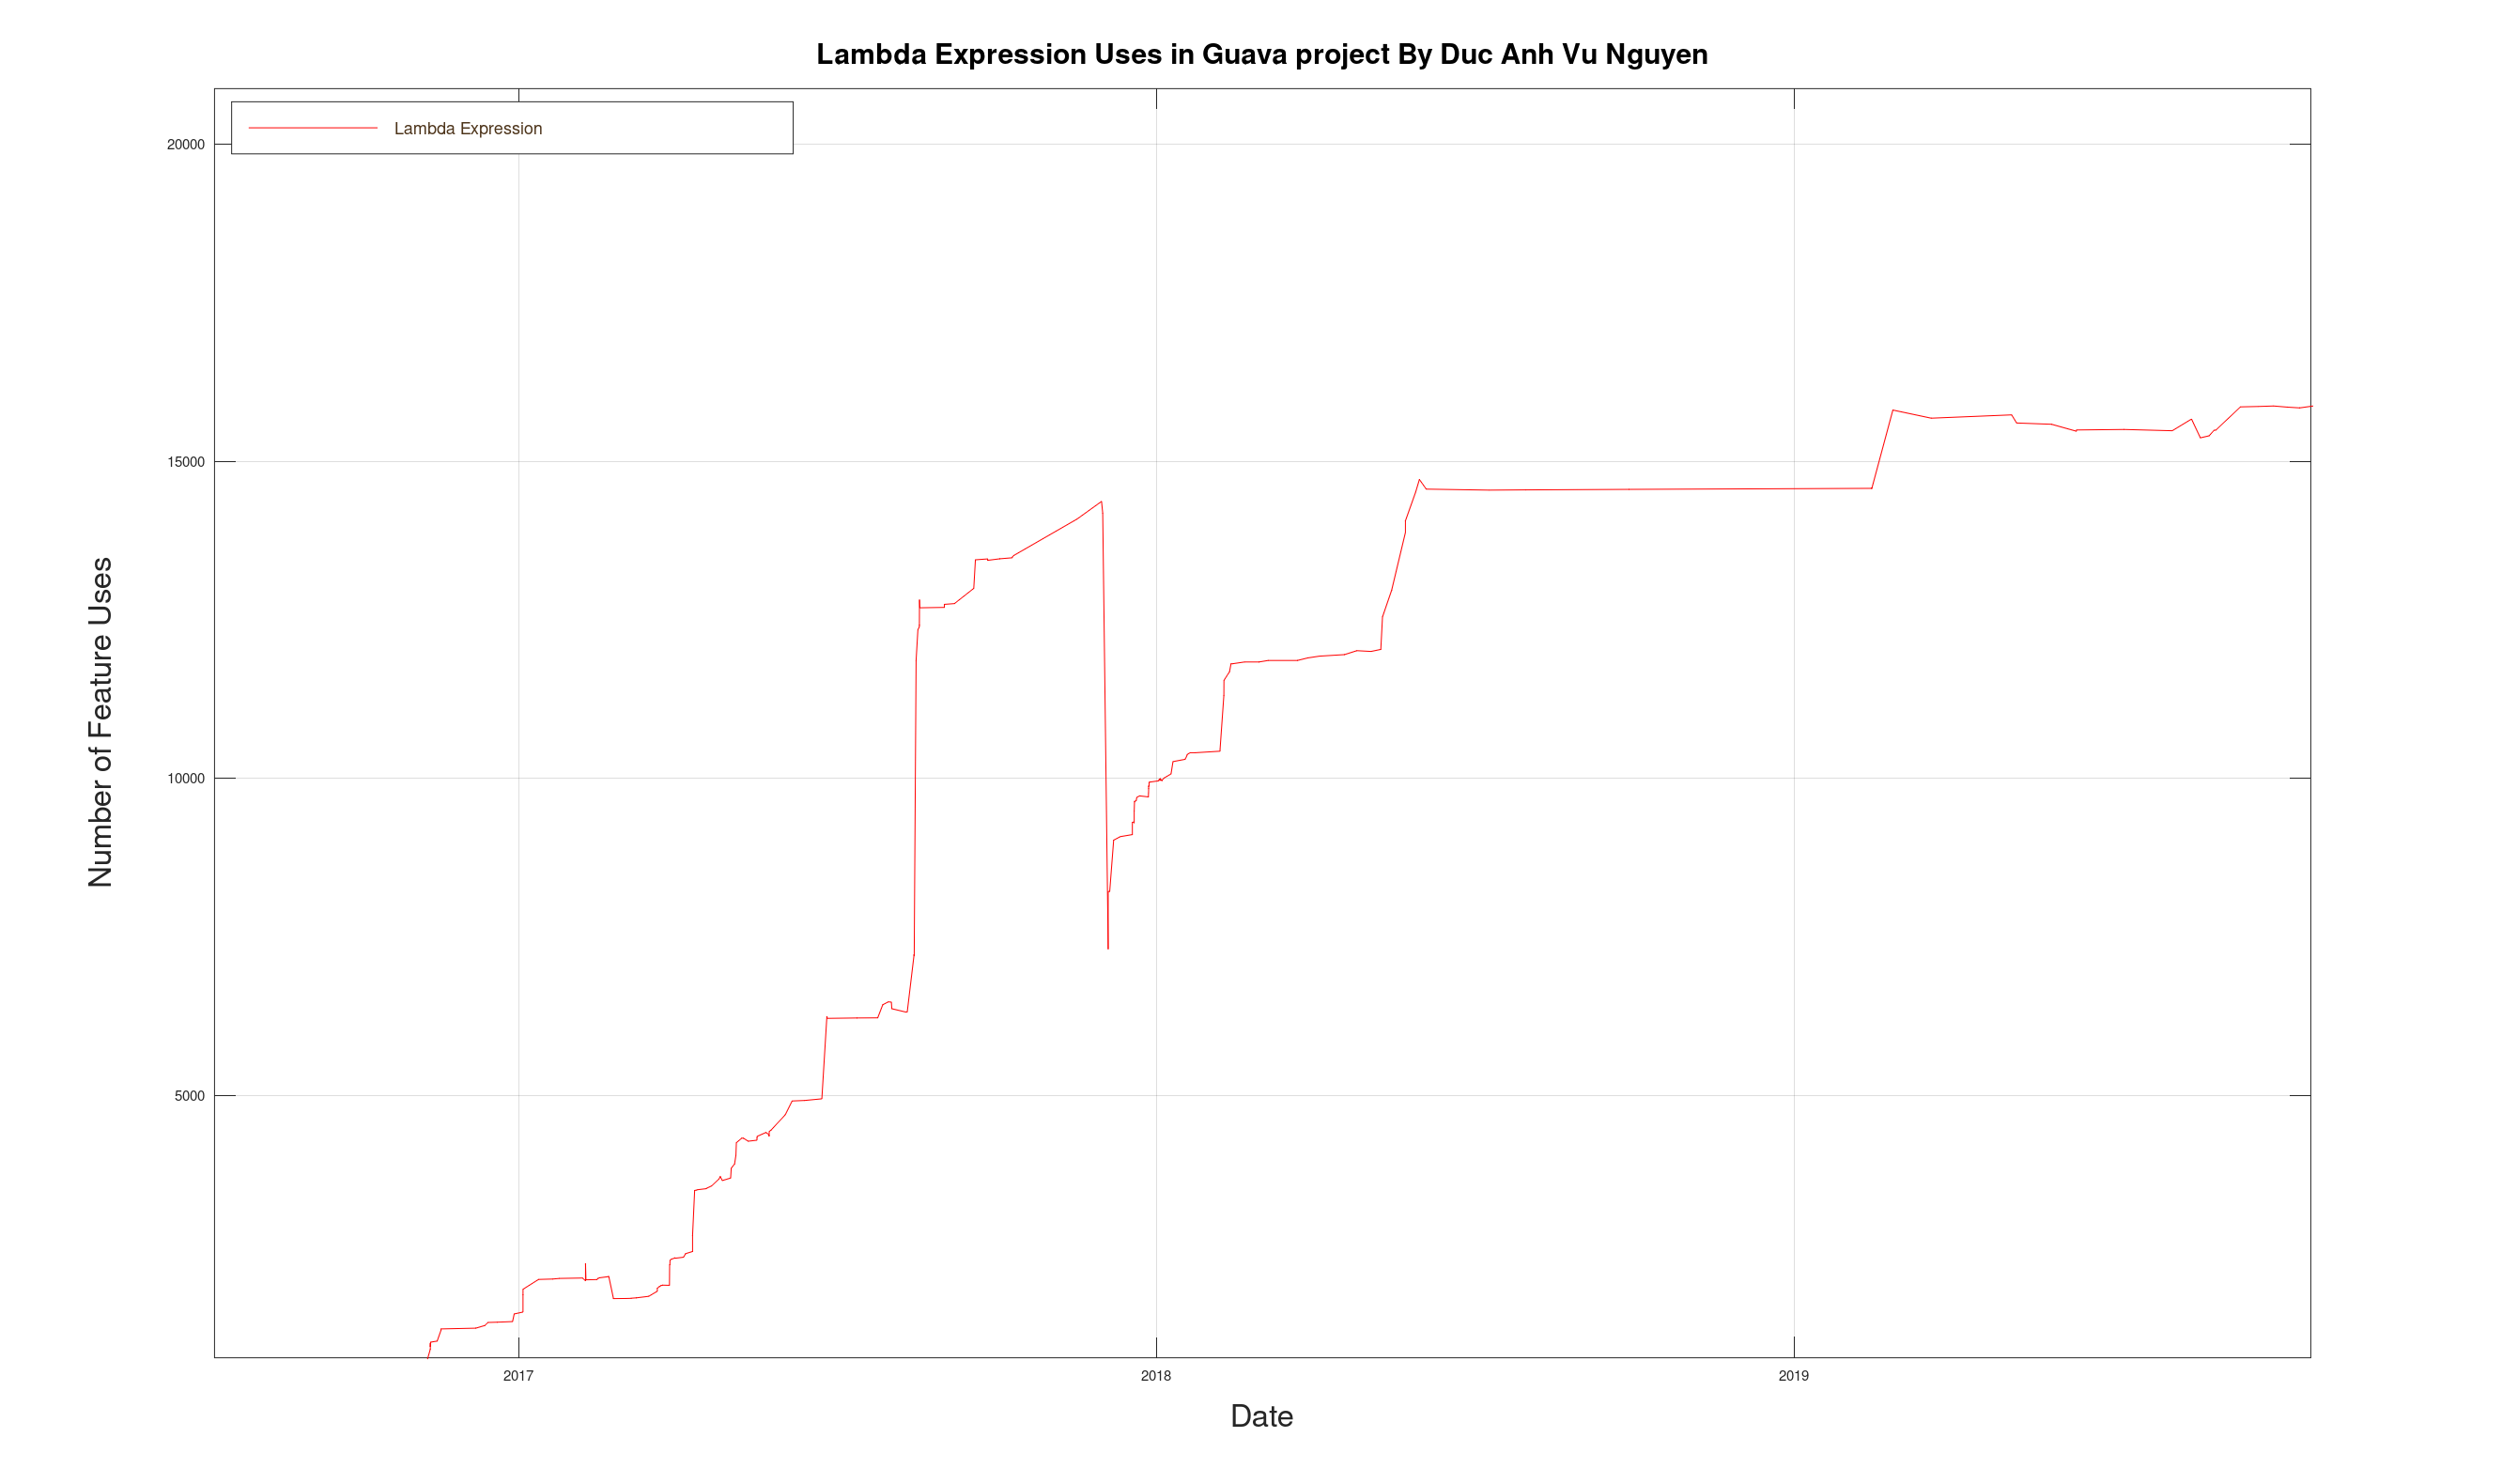 Lambda Expression Uses in Guava project By Duc Anh Vu Nguyen
Lambda Expression
20000
15000
10000
5000
Number of Feature Uses
2017
2018
2019
Date